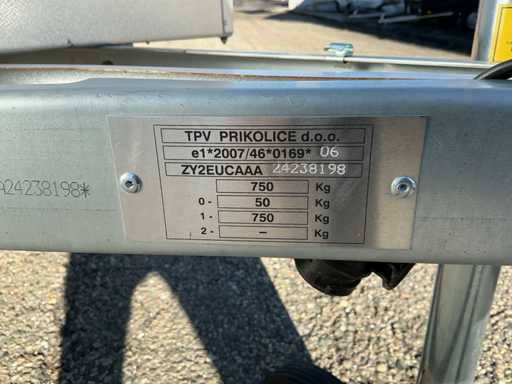 TPV PRIKOLICE d.o.o.
e1*2007/46*0169* 06
ZY2EUCAAA 24238198
750 Kg
0- 50 Kg
1- 750 Kg
2- – Kg
A24238198*